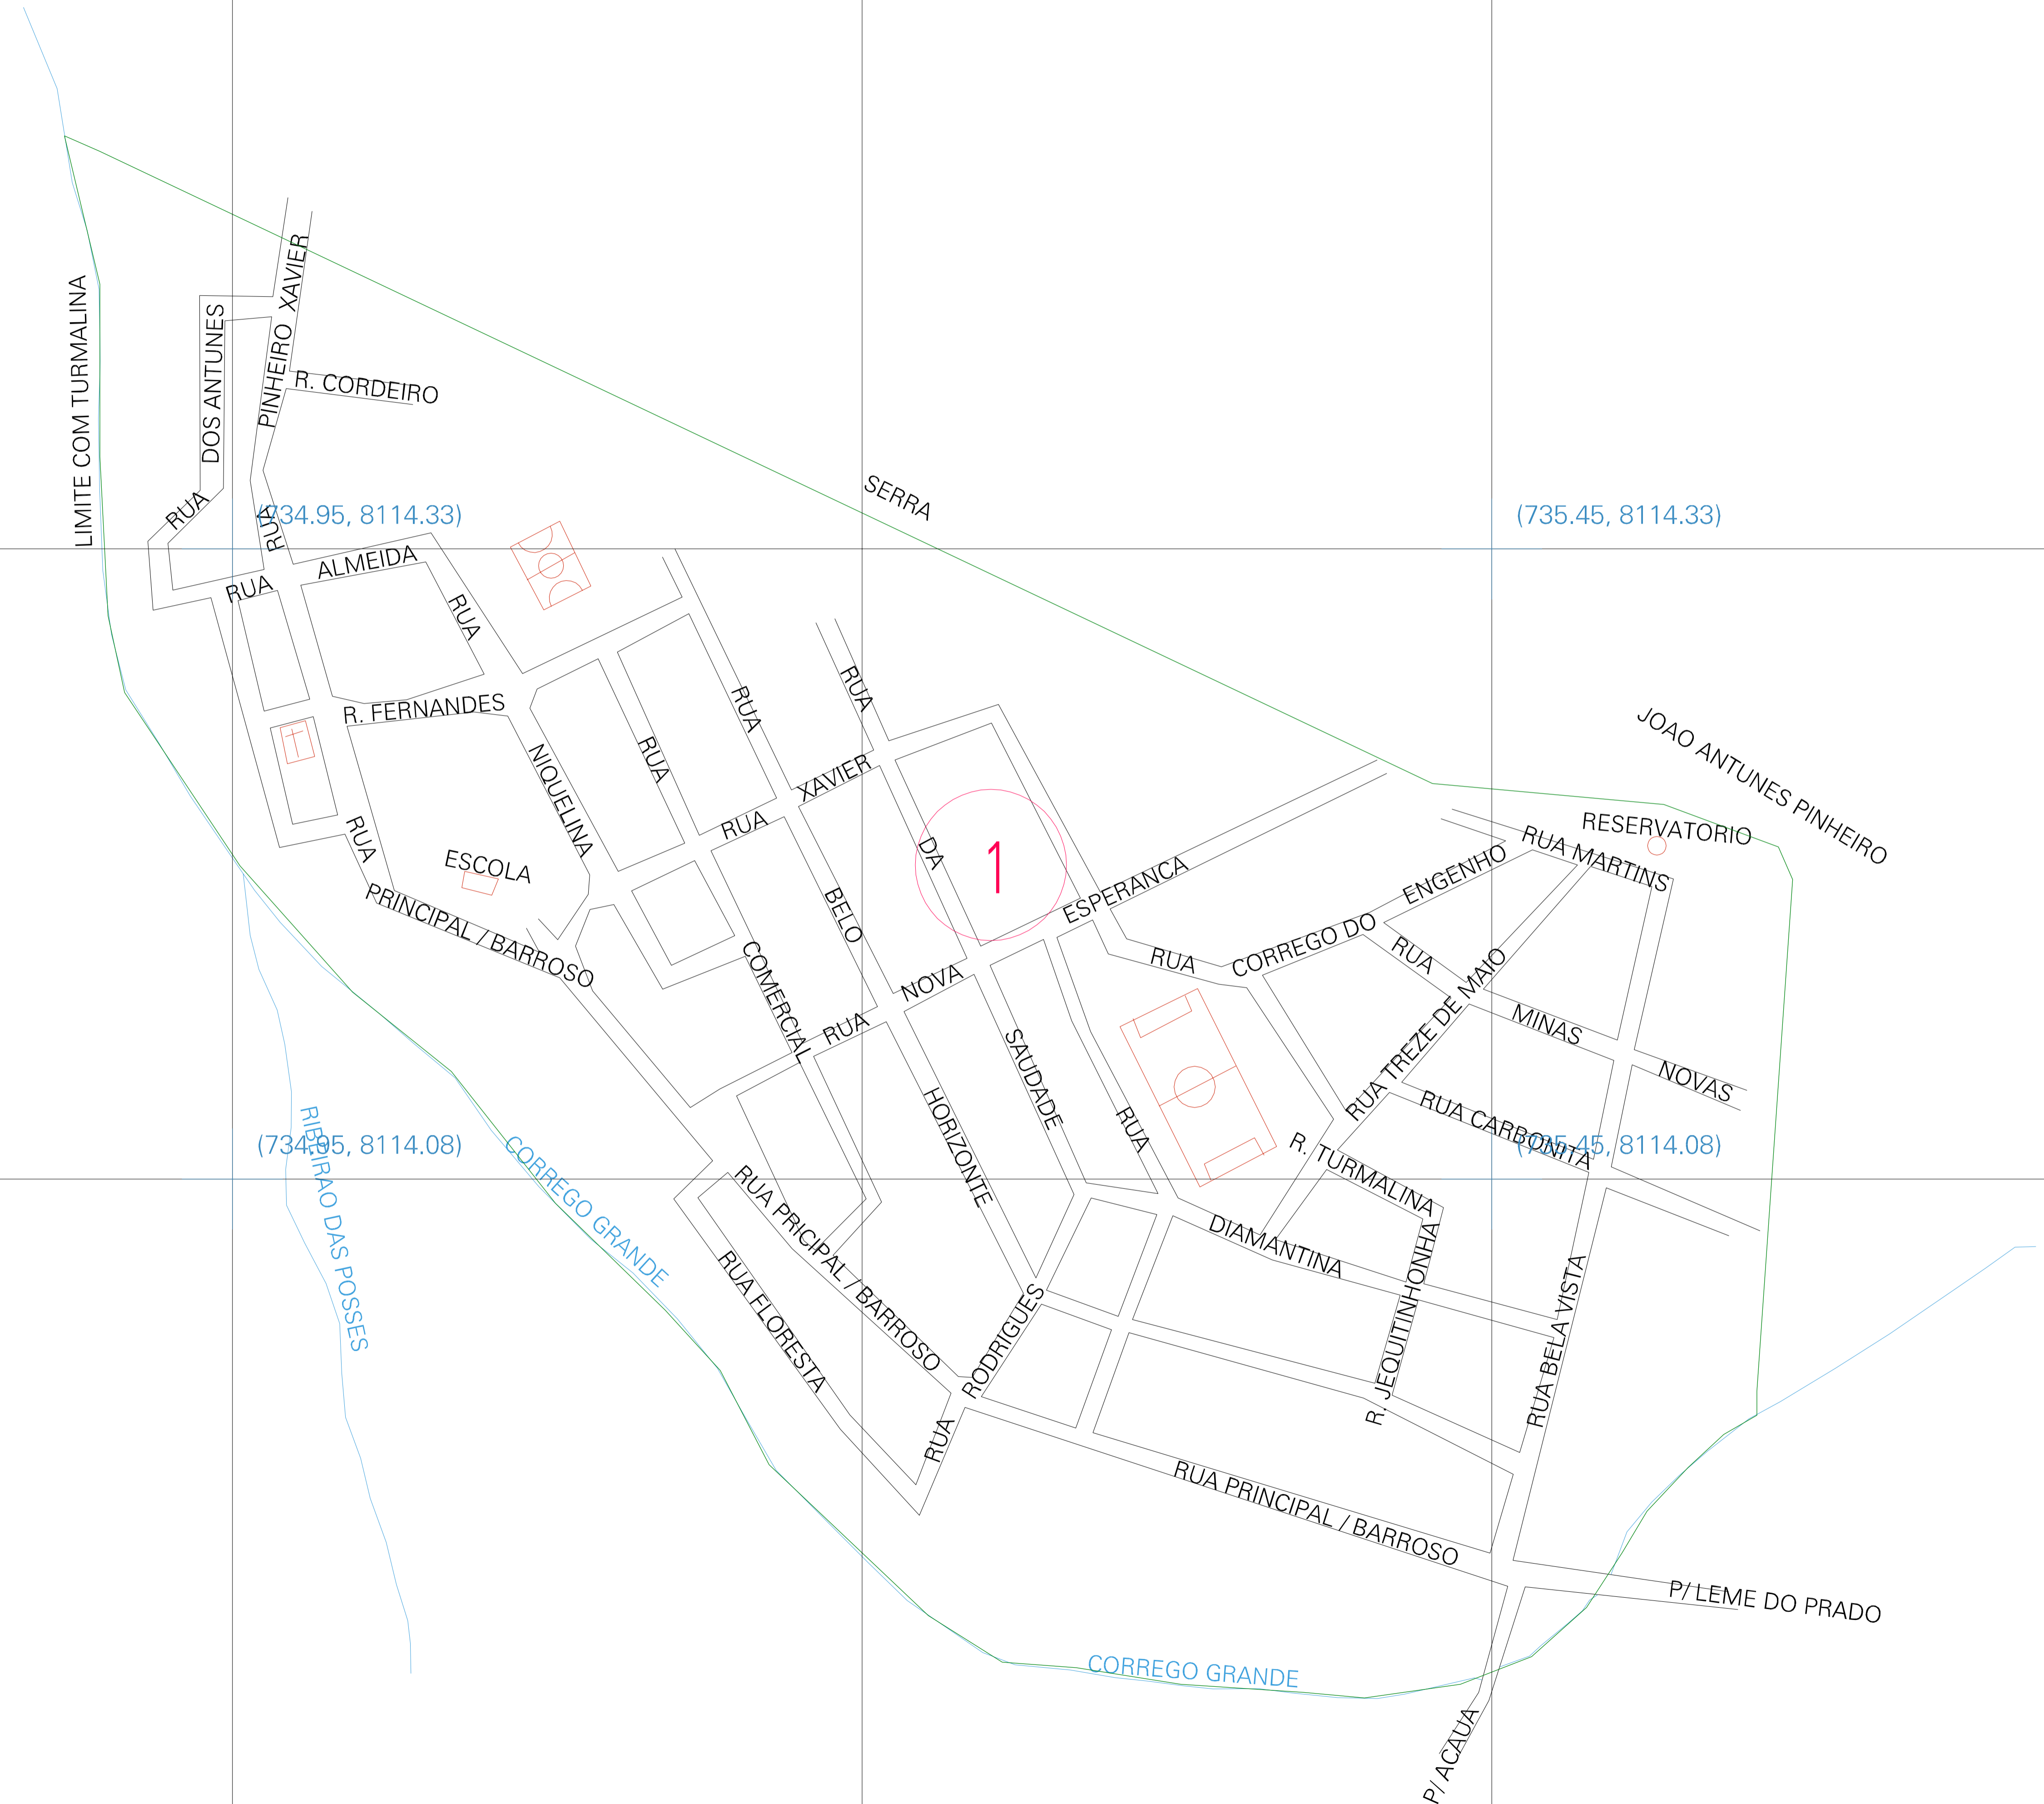 PINHEIRO XAVIER
RUA
DOS ANTUNES
RUA
LIMITE COM TURMALINA
R. CORDEIRO
SERRA
(734.95, 8114.33)
(735.45, 8114.33)
RUA ALMEIDA
RUA
NIQUELINA
R. FERNANDES
RUA
RUA
RUA
JOAO ANTUNES PINHEIRO
RUA XAVIER
RESERVATORIO
RUA MARTINS
RUA
PRINCIPAL / BARROSO
ESCOLA
DA
1
BELO
ESPERANCA
RUA NOVA
COMERCIAL
RUA
CORREGO DO ENGENHO
RUA
MINAS NOVAS
RUA TREZE DE MAIO
SAUDADE
RUA
HORIZONTE
RUA CARBONITA
(734.95, 8114.08)
(735.45, 8114.08)
RIBEIRAO DAS POSSES
CORREGO GRANDE
R. TURMALINA
DIAMANTINA
R. JEQUITINHONHA
RUA BELA VISTA
RUA PRICIPAL / BARROSO
RUA FLORESTA
RUA RODRIGUES
RUA PRINCIPAL / BARROSO
P/ LEME DO PRADO
CORREGO GRANDE
P/ ACAUA